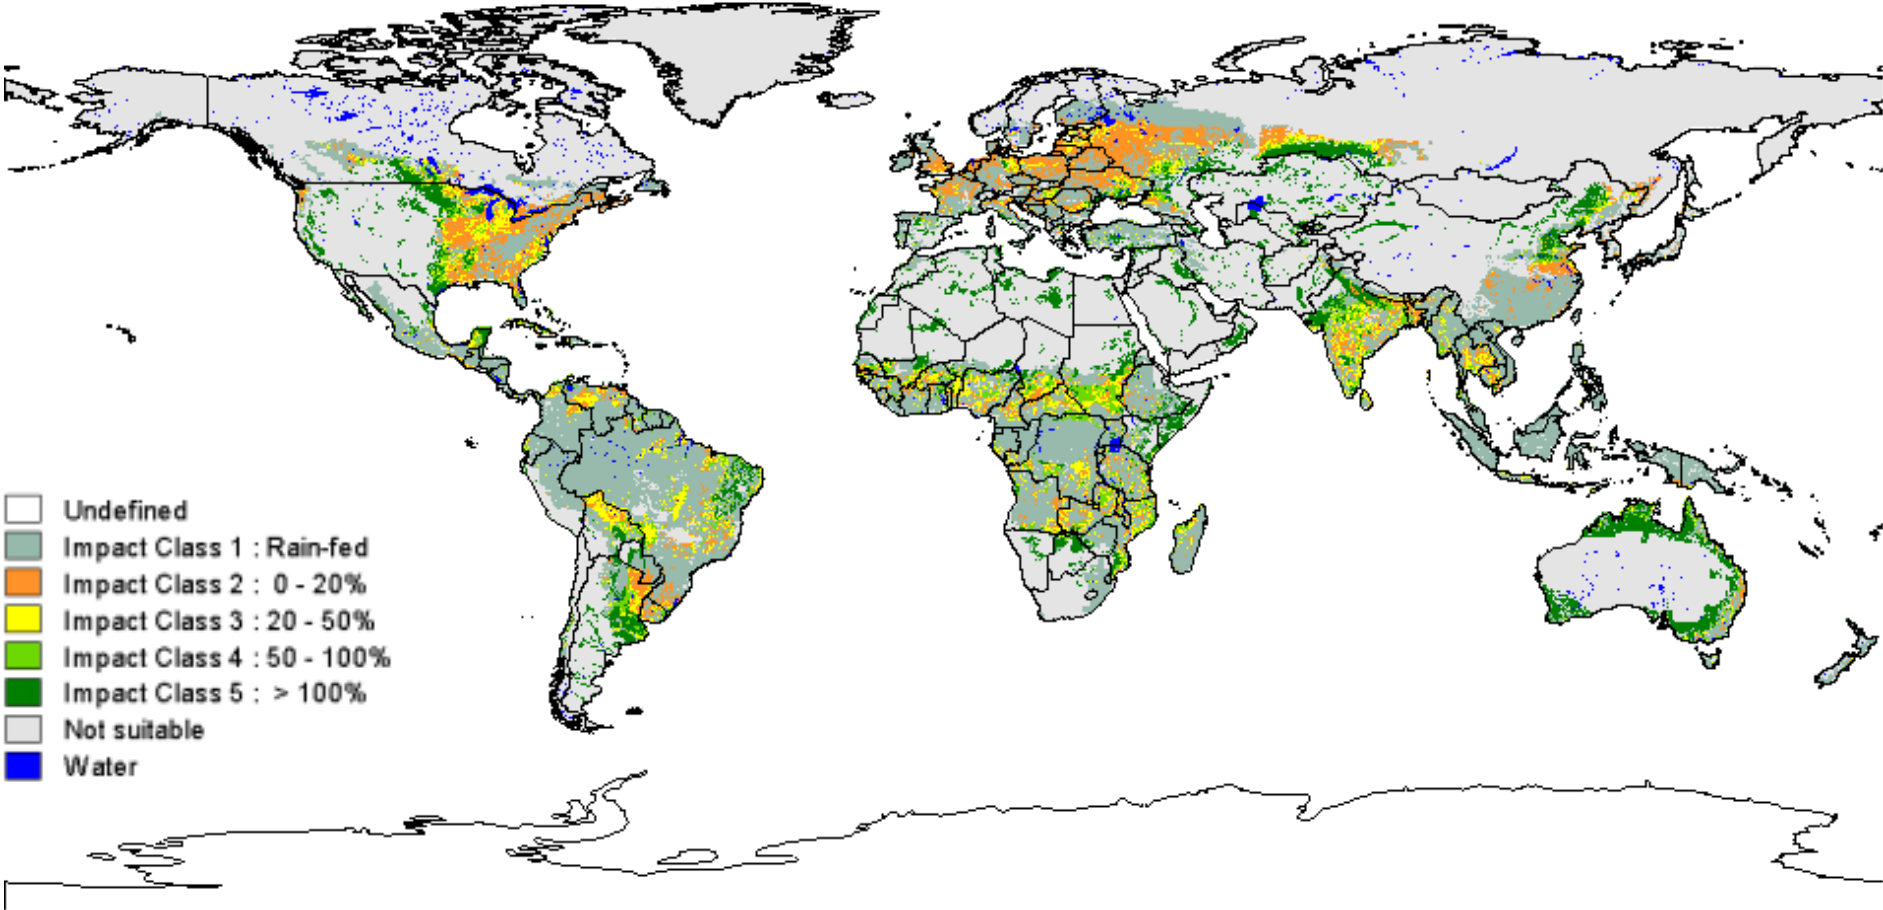 Undefined
Impact Class 1 : Rain-fed
Impact Class 2 : 0 - 20%
Impact Class 3 : 20 - 50%
Impact Class 4 : 50 - 100%
Impact Class 5 : > 100%
Not suitable
Water